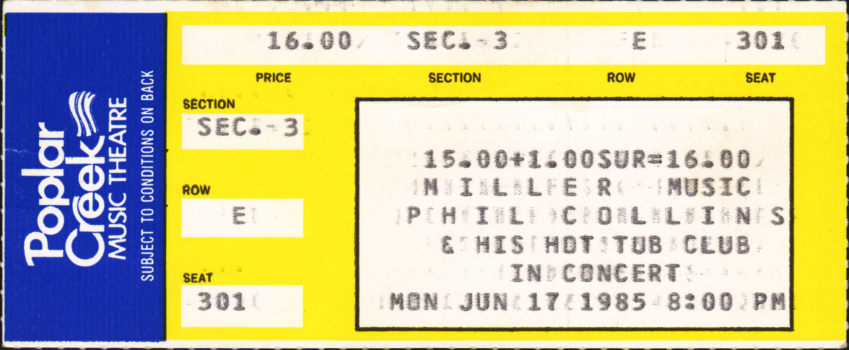 Poplar
Creek
MUSIC THEATRE
SUBJECT TO CONDITIONS ON BACK
16.00 SEC. 3 E 301
PRICE SECTION ROW SEAT
SECTION
SEC. 3
ROW
E
SEAT
301
15.00+1.00SUR=16.00
MILLER MUSIC
PHIL COLLINS
& HIS HOT TUB CLUB
IN CONCERT
MON JUN 17 1985 8:00 PM